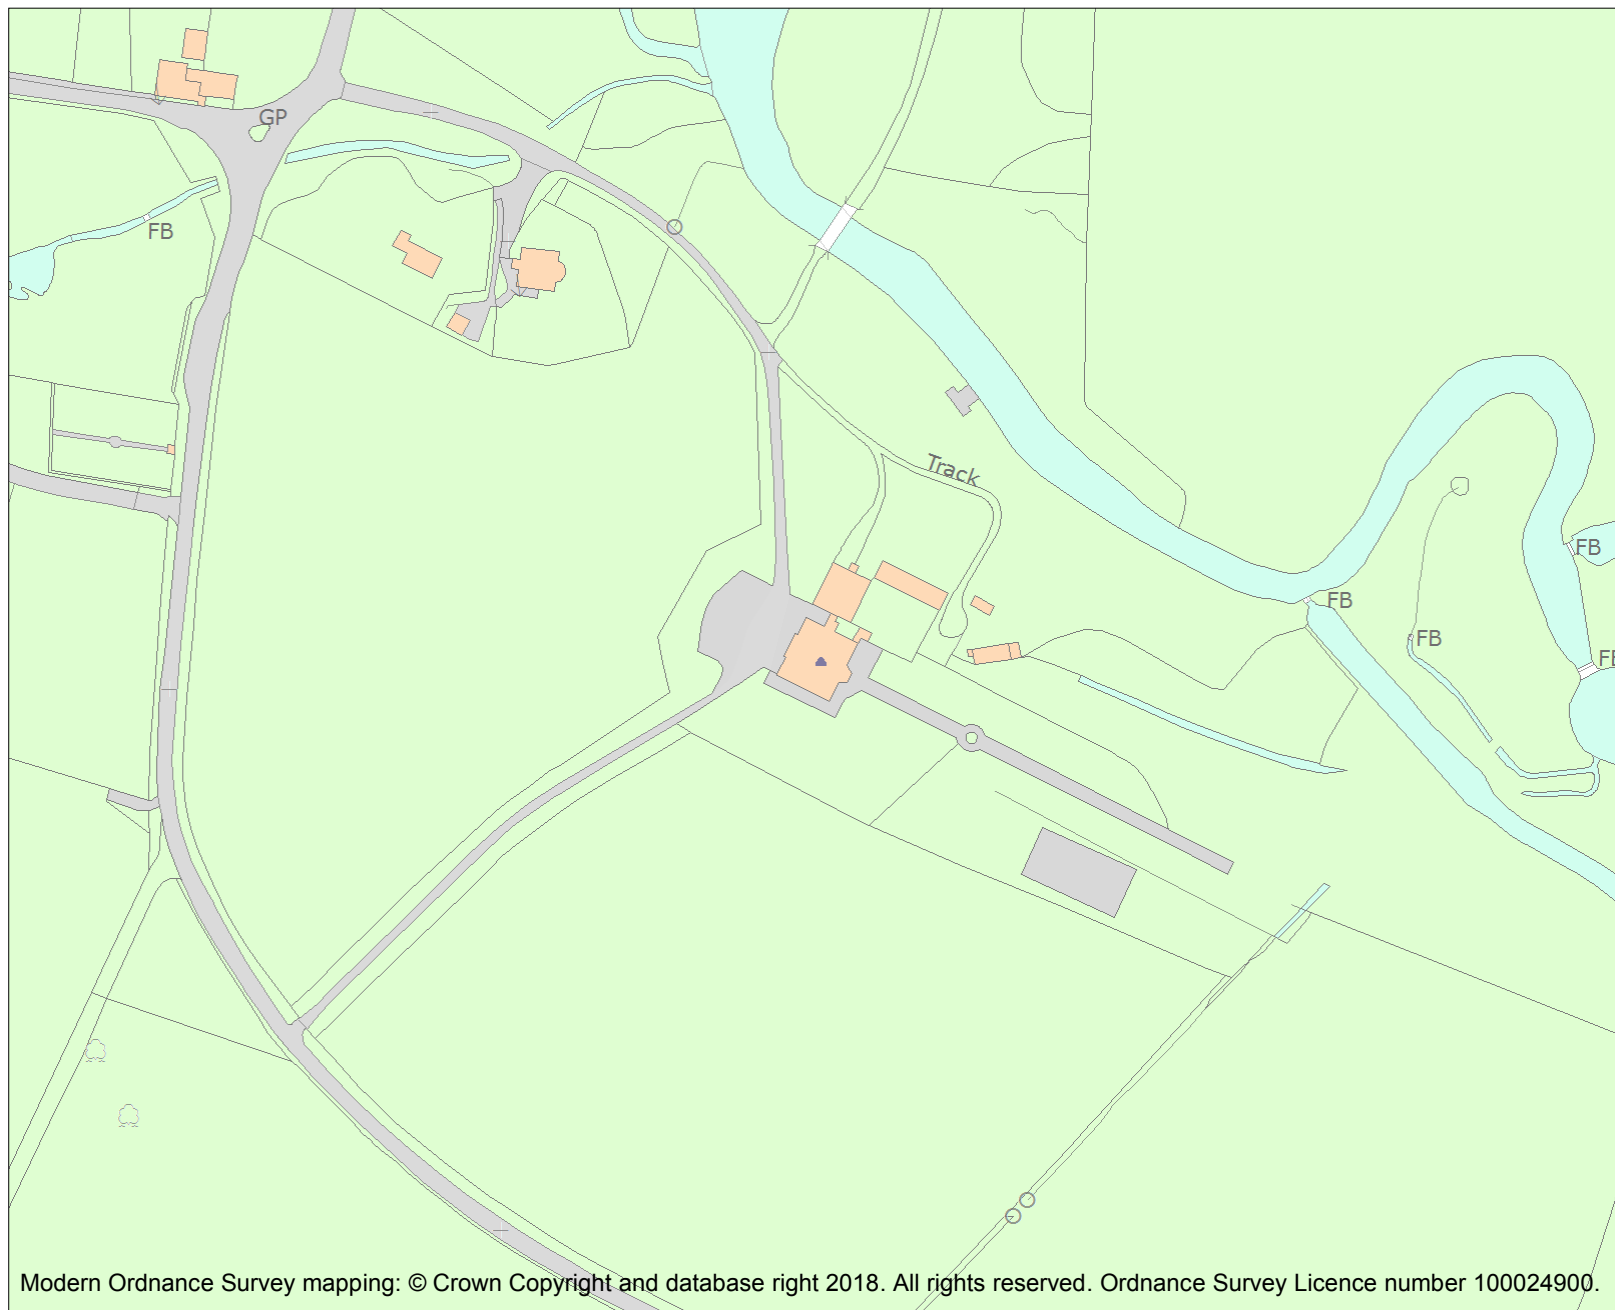 GP
FB
Track
FB
FB
FB
FB
Modern Ordnance Survey mapping: © Crown Copyright and database right 2018. All rights reserved. Ordnance Survey Licence number 100024900.